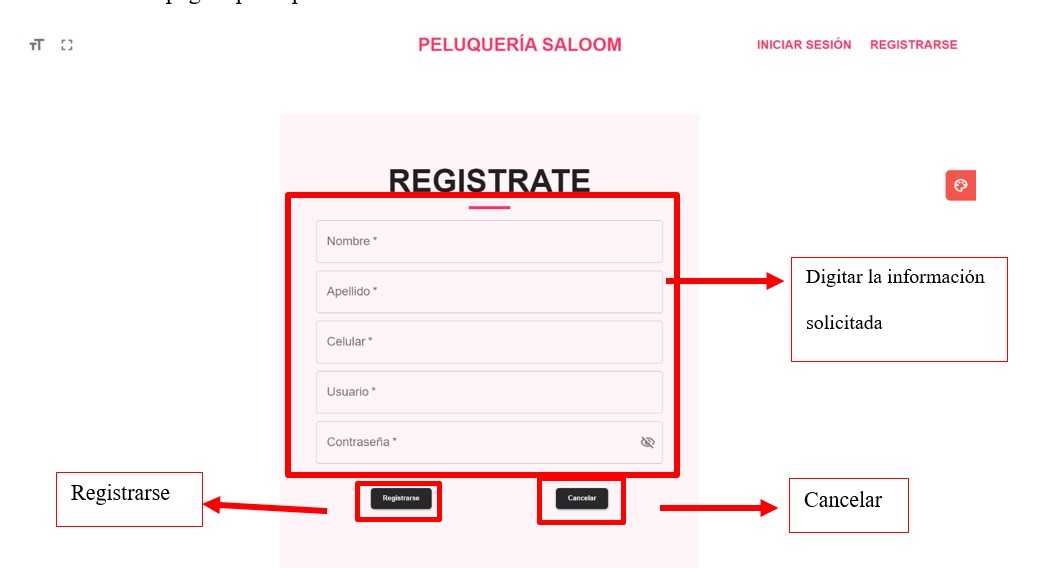 PELUQUERÍA SALOOM
INICIAR SESIÓN REGISTRARSE
REGISTRATE
Nombre *
Apellido *
Celular *
Usuario *
Contraseña *
Digitar la información
solicitada
Registrarse
Registrarse
Cancelar
Cancelar